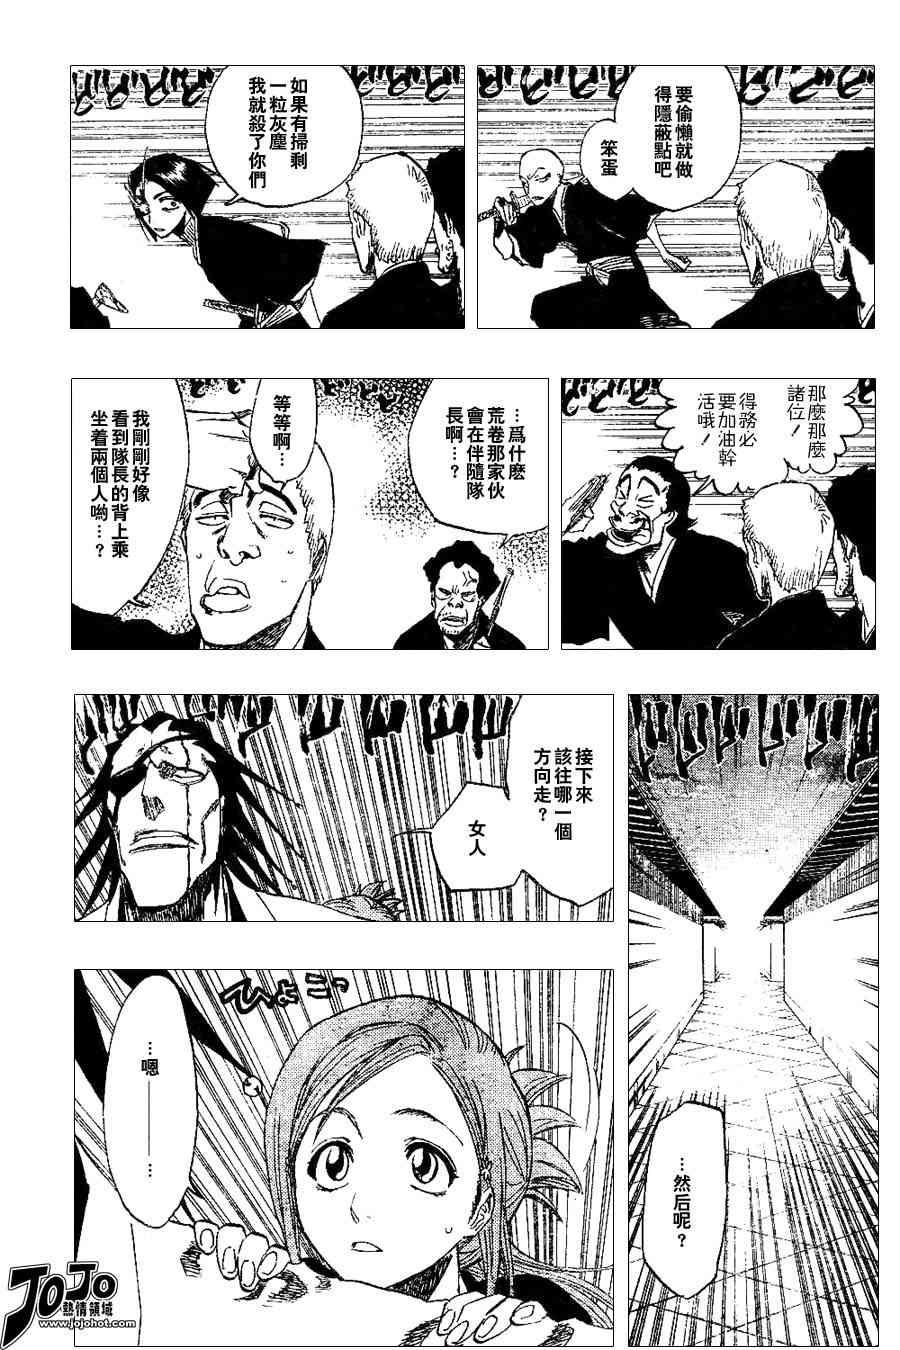 要偷懶就做
得隱蔽點吧
笨蛋
如果有掃剩
一粒灰塵
我就殺了你們
那麼那麼
諸位！
得務必
要加油幹
活哦！
…爲什麽
荒卷那家伙
會在伴隨隊
長啊…？
等等啊…
我剛剛好像
看到隊長的背上乘
坐着兩個人喲…？
…然后呢？
接下來
該往哪一個
方向走？
女人
ひょこっ
…嗯——…
JOJO
熱情領域
www.jojohot.com